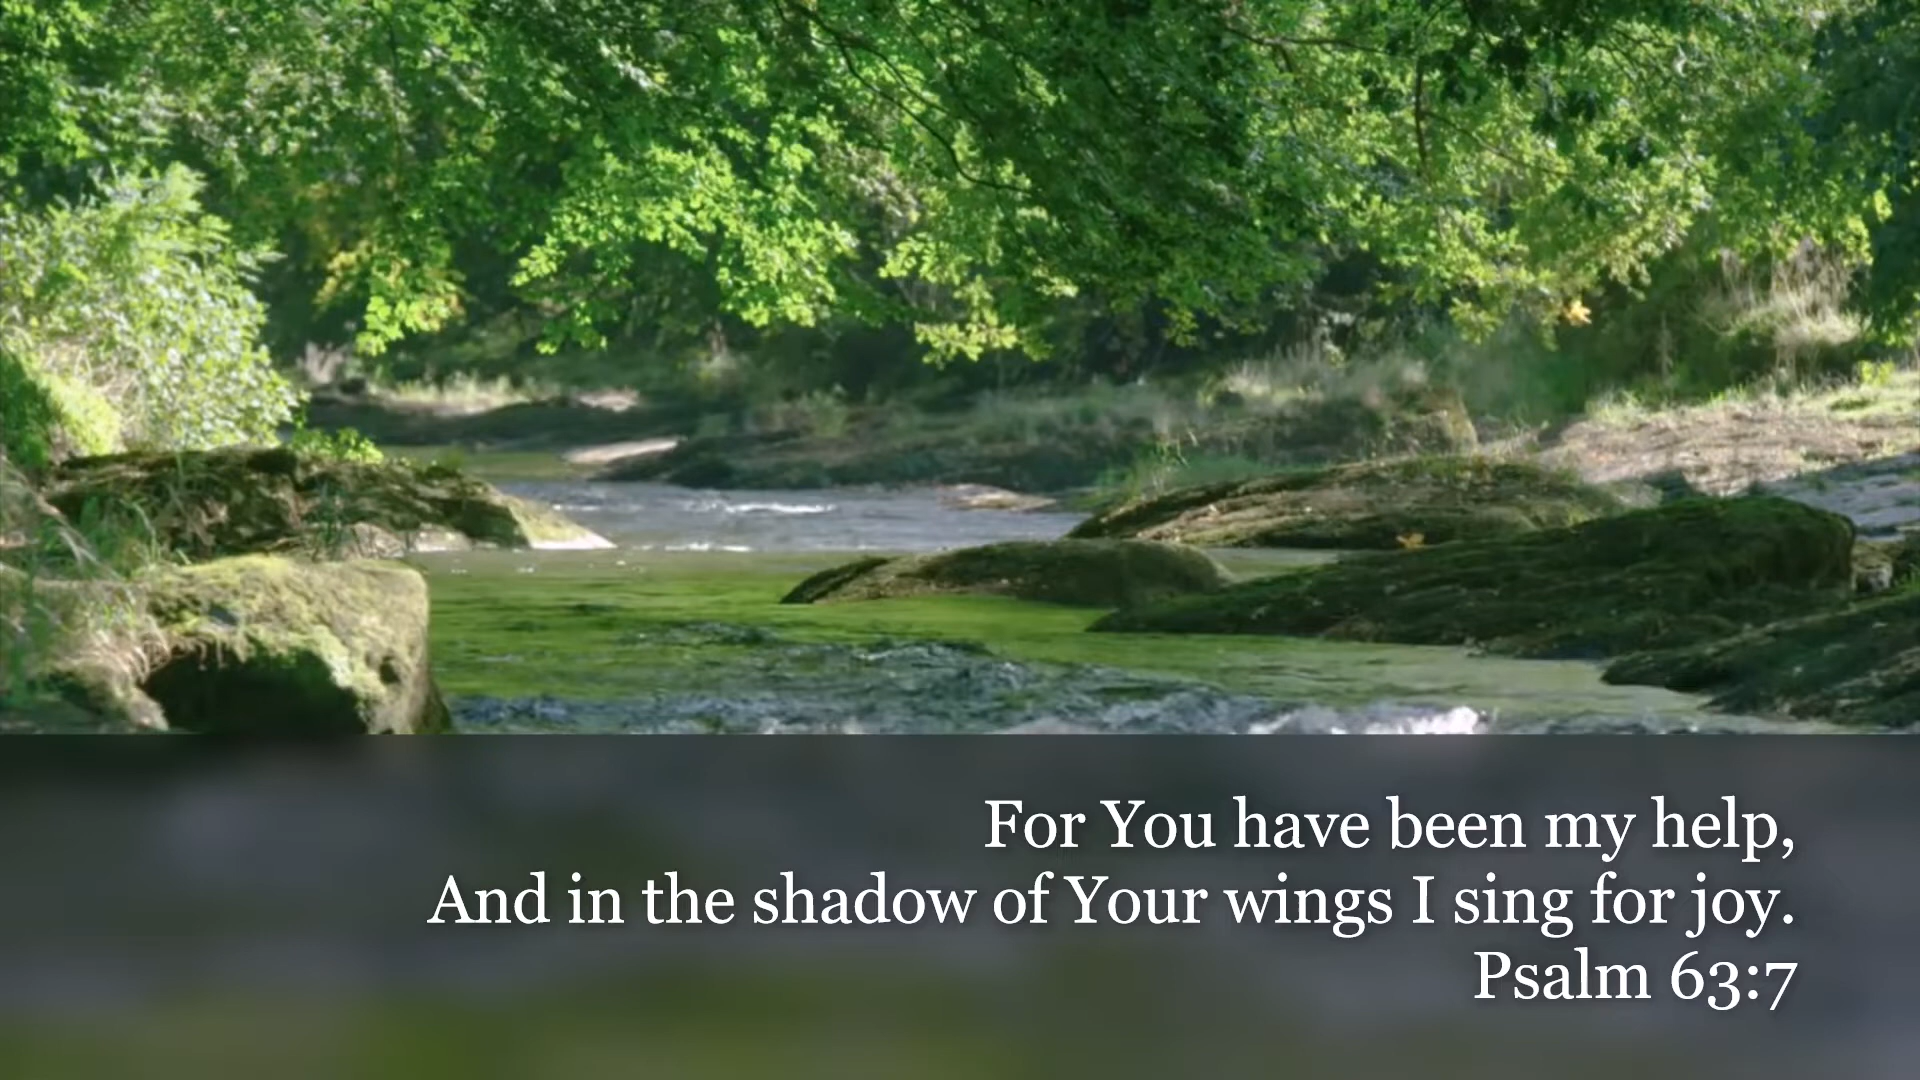 For You have been my help,
And in the shadow of Your wings I sing for joy.
Psalm 63:7